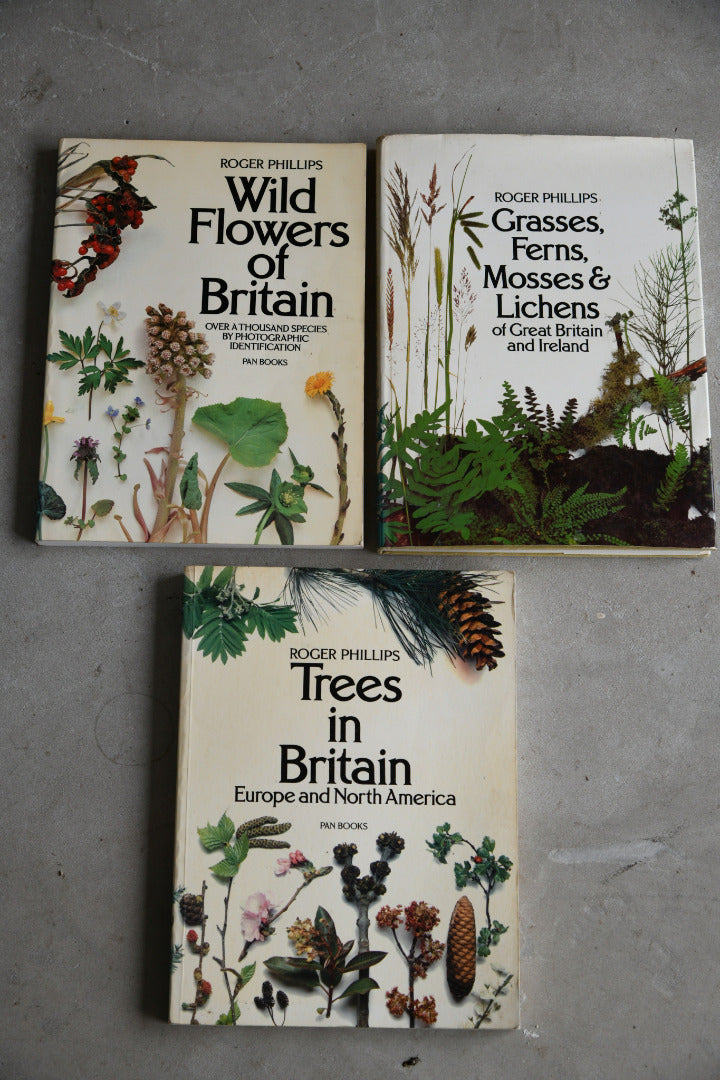 ROGER PHILLIPS
Wild
Flowers
of
Britain
OVER A THOUSAND SPECIES
BY PHOTOGRAPHIC
IDENTIFICATION
PAN BOOKS
ROGER PHILLIPS
Grasses,
Ferns,
Mosses &
Lichens
of Great Britain
and Ireland
ROGER PHILLIPS
Trees
in
Britain
Europe and North America
PAN BOOKS